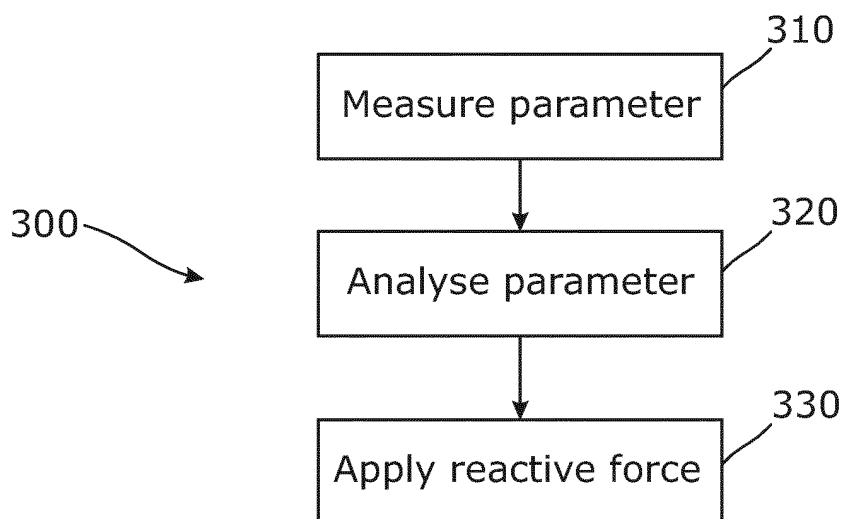 310
Measure parameter
300
320
Analyse parameter
330
Apply reactive force